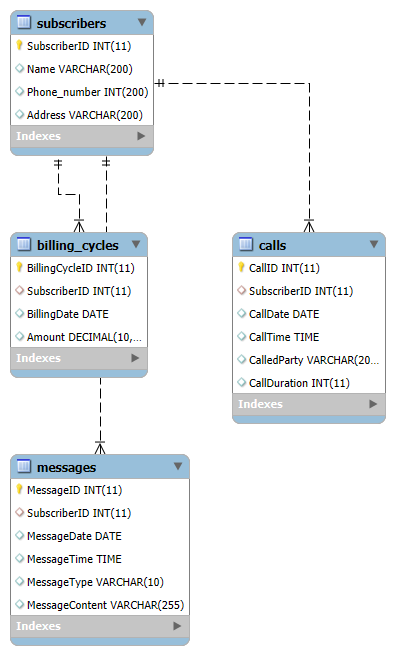 subscribers
SubscriberID INT(11)
Name VARCHAR(200)
Phone_number INT(200)
Address VARCHAR(200)
Indexes
billing_cycles
BillingCycleID INT(11)
SubscriberID INT(11)
BillingDate DATE
Amount DECIMAL(10,...
Indexes
calls
CallID INT(11)
SubscriberID INT(11)
CallDate DATE
CallTime TIME
CalledParty VARCHAR(20...
CallDuration INT(11)
Indexes
messages
MessageID INT(11)
SubscriberID INT(11)
MessageDate DATE
MessageTime TIME
MessageType VARCHAR(10)
MessageContent VARCHAR(255)
Indexes